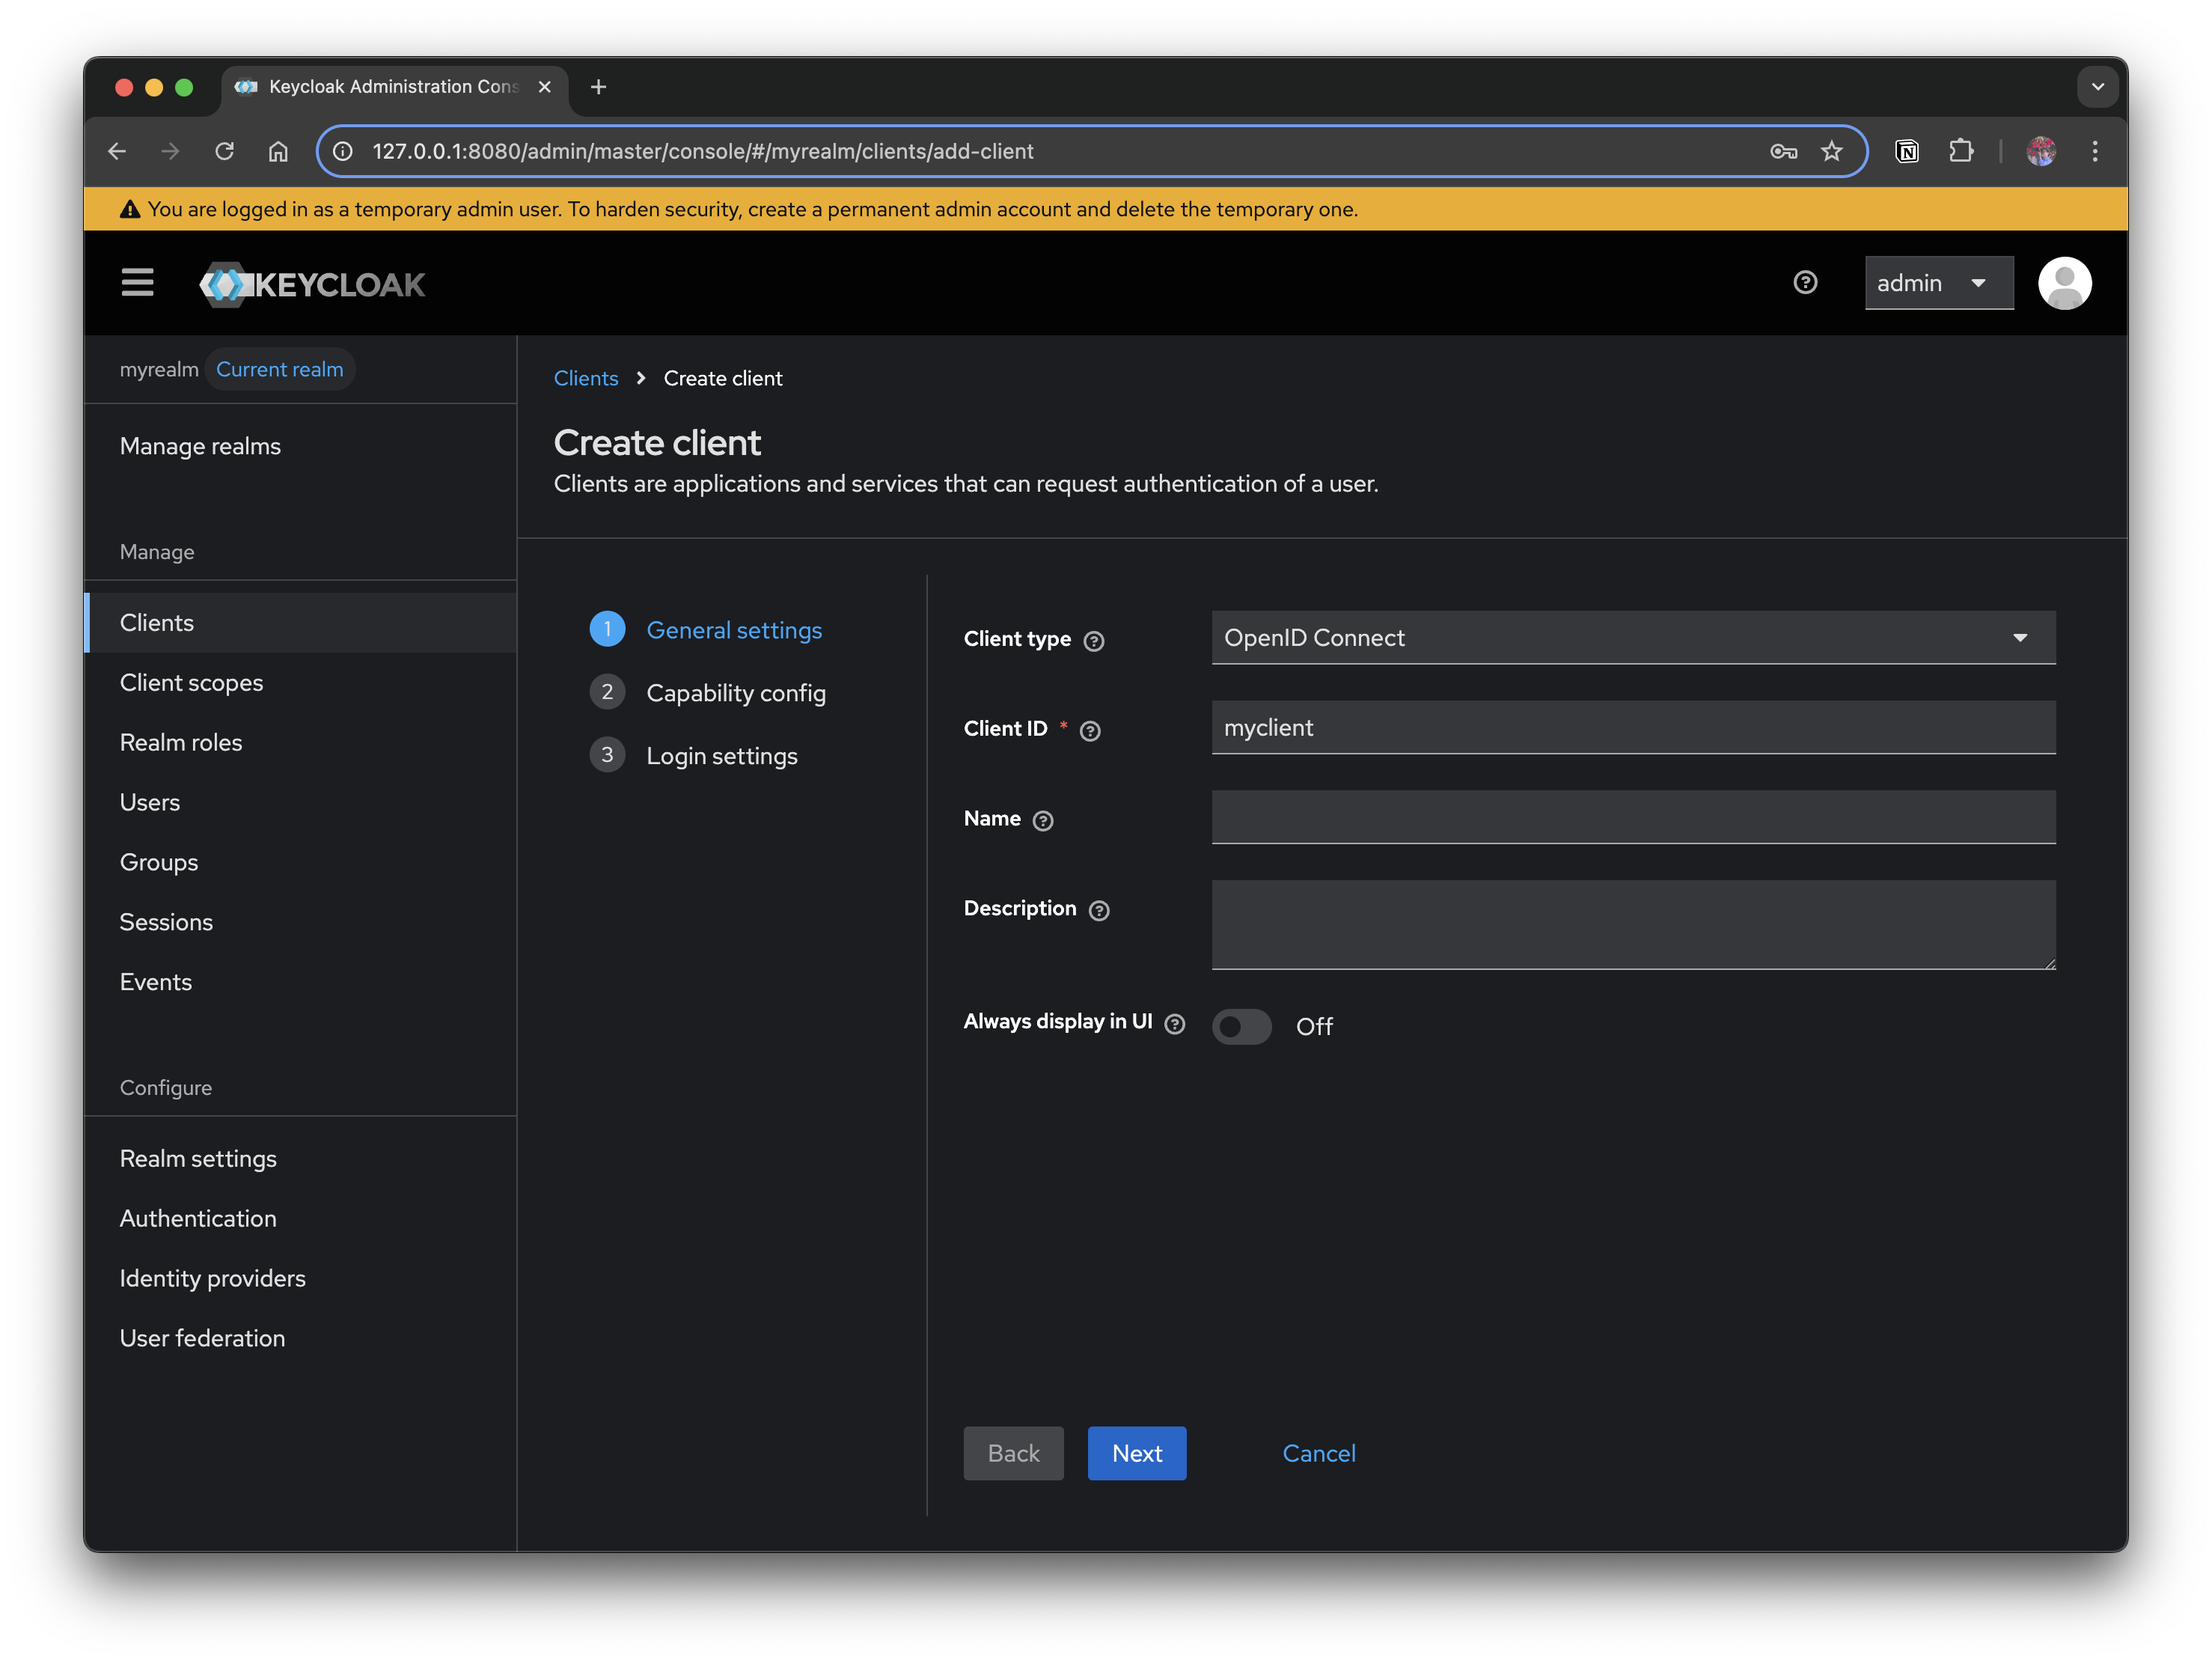 Keycloak Administration Cons
127.0.0.1:8080/admin/master/console/#/myrealm/clients/add-client
You are logged in as a temporary admin user. To harden security, create a permanent admin account and delete the temporary one.
KEYCLOAK
admin
myrealm Current realm
Manage realms
Manage
Clients
Client scopes
Realm roles
Users
Groups
Sessions
Events
Configure
Realm settings
Authentication
Identity providers
User federation
Clients Create client
Create client
Clients are applications and services that can request authentication of a user.
1 General settings
2 Capability config
3 Login settings
Client type OpenID Connect
Client ID * myclient
Name
Description
Always display in UI Off
Back Next Cancel